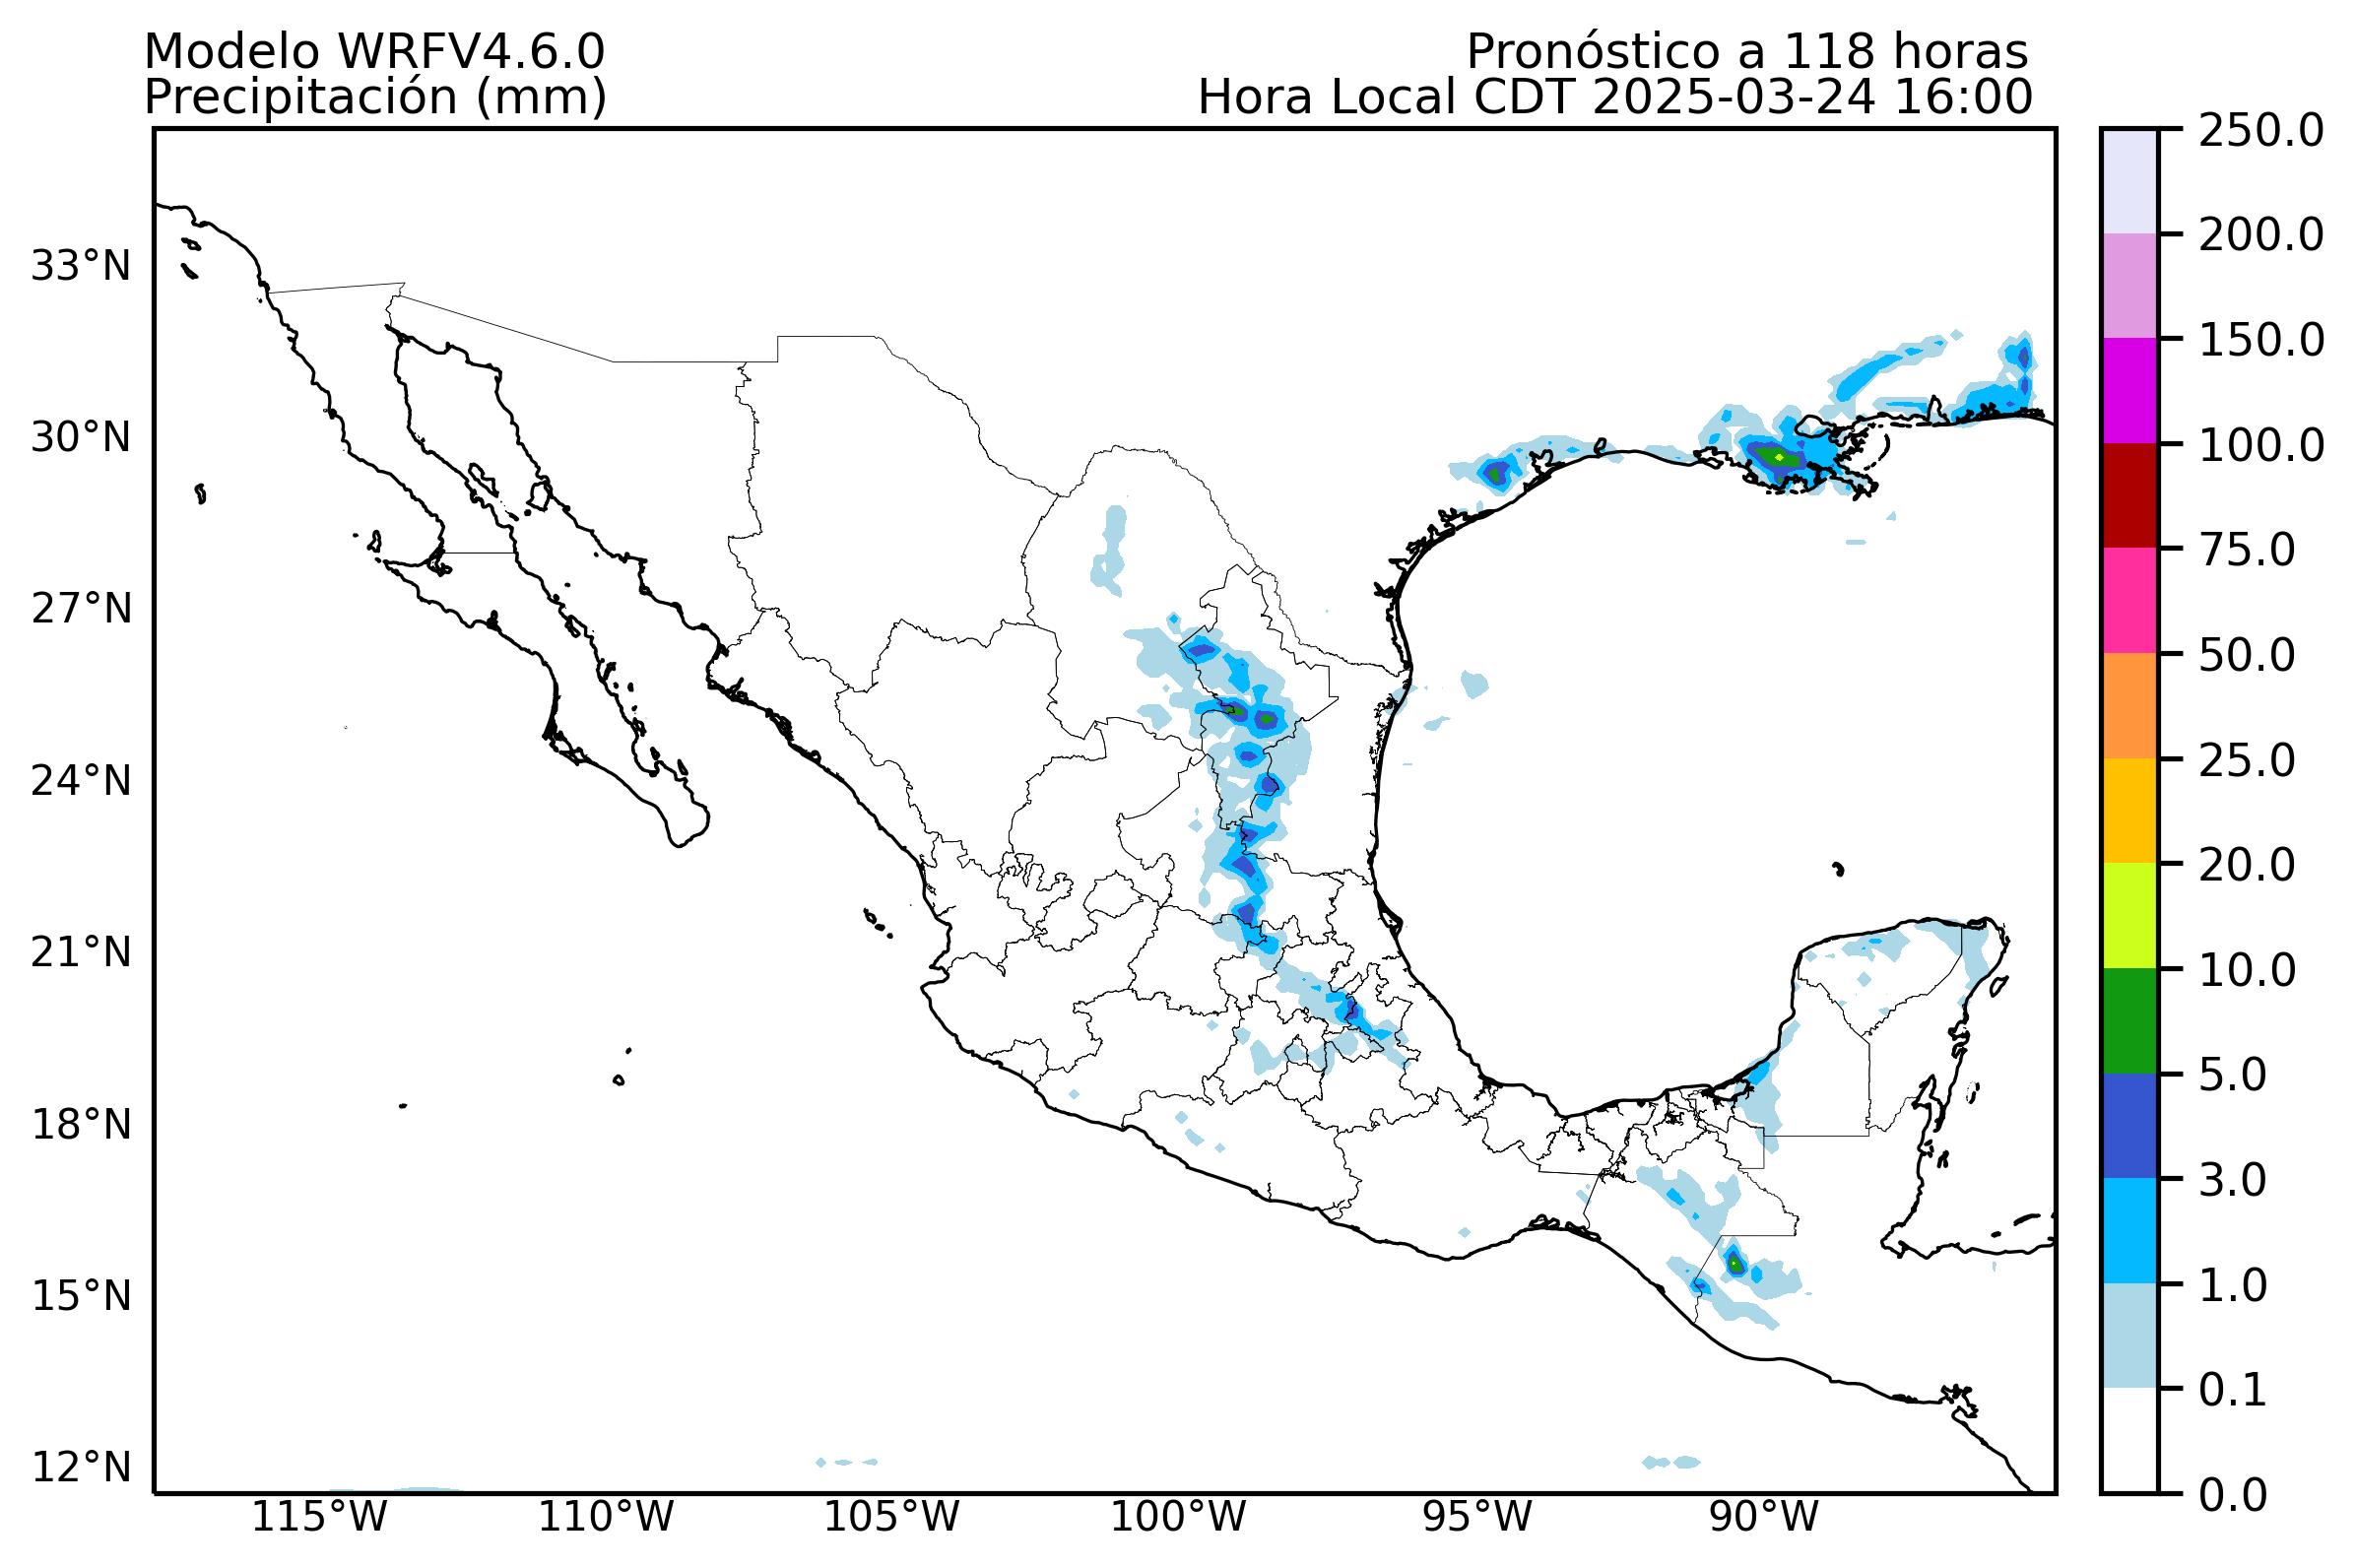 Modelo WRFV4.6.0
Precipitación (mm)
Pronóstico a 118 horas
Hora Local CDT 2025-03-24 16:00
33°N
30°N
27°N
24°N
21°N
18°N
15°N
12°N
115°W
110°W
105°W
100°W
95°W
90°W
250.0
200.0
150.0
100.0
75.0
50.0
25.0
20.0
10.0
5.0
3.0
1.0
0.1
0.0